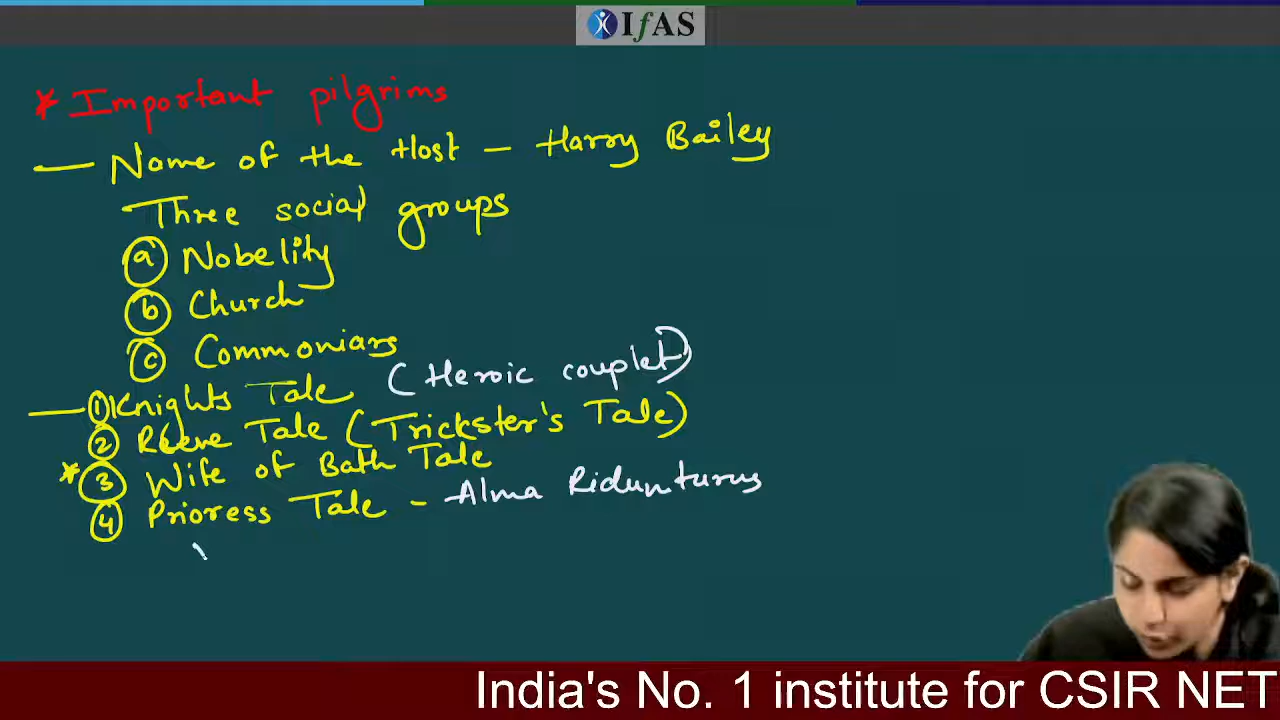 IfAS
* Important pilgrims
— Name of the Host – Harry Bailey
Three social groups
a Nobelity
b Church
c Commonians
— 1 Knights Tale (Heroic couplet)
2 Reeve Tale (Trickster's Tale)
* 3 Wife of Bath Tale
4 Prioress Tale – Alma Ridumturus
India's No. 1 institute for CSIR NET